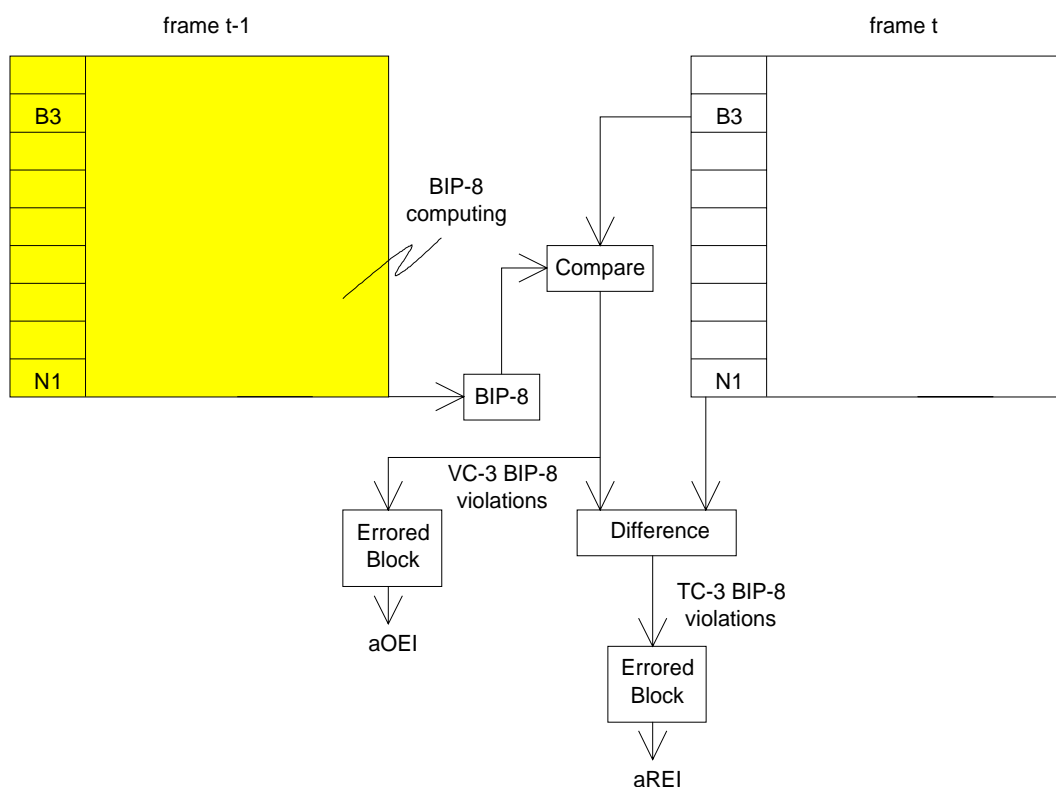 frame t-1
frame t
B3
B3
BIP-8
computing
Compare
N1
BIP-8
N1
VC-3 BIP-8
violations
Errored
Block
Difference
TC-3 BIP-8
violations
aOEI
Errored
Block
aREI